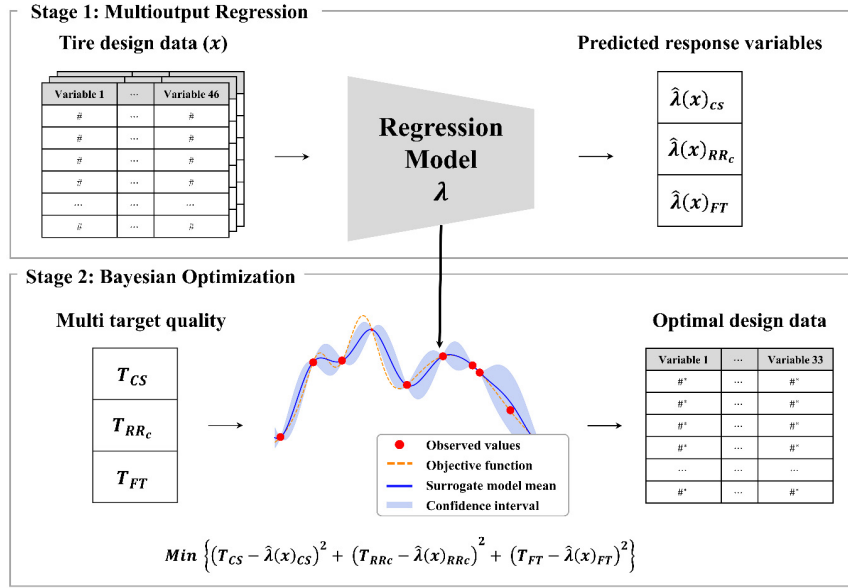 Stage 1: Multioutput Regression
Tire design data (x)
Predicted response variables
Variable 1 ... Variable 46
# ... #
# ... #
# ... #
# ... #
... ... ...
# ... #
Regression
Model
λ
λ̂(x)CS
λ̂(x)RRc
λ̂(x)FT
Stage 2: Bayesian Optimization
Multi target quality
Optimal design data
TCS
TRRc
TFT
Observed values
Objective function
Surrogate model mean
Confidence interval
Variable 1 ... Variable 33
#* ... #*
#* ... #*
#* ... #*
#* ... #*
... ... ...
#* ... #*
Min {(TCS − λ̂(x)CS)² + (TRRc − λ̂(x)RRc)² + (TFT − λ̂(x)FT)²}